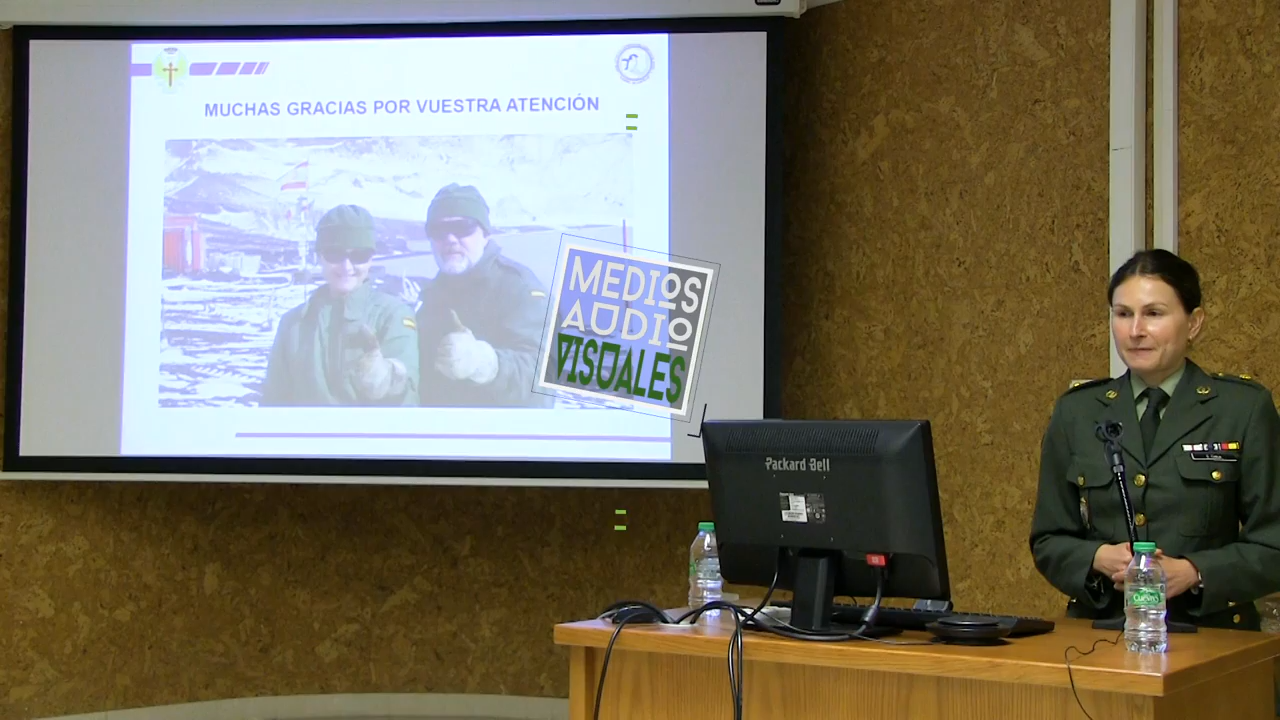 MUCHAS GRACIAS POR VUESTRA ATENCIÓN
MEDIOS
AUDIO
VISUALES
Packard Bell
Cuevas